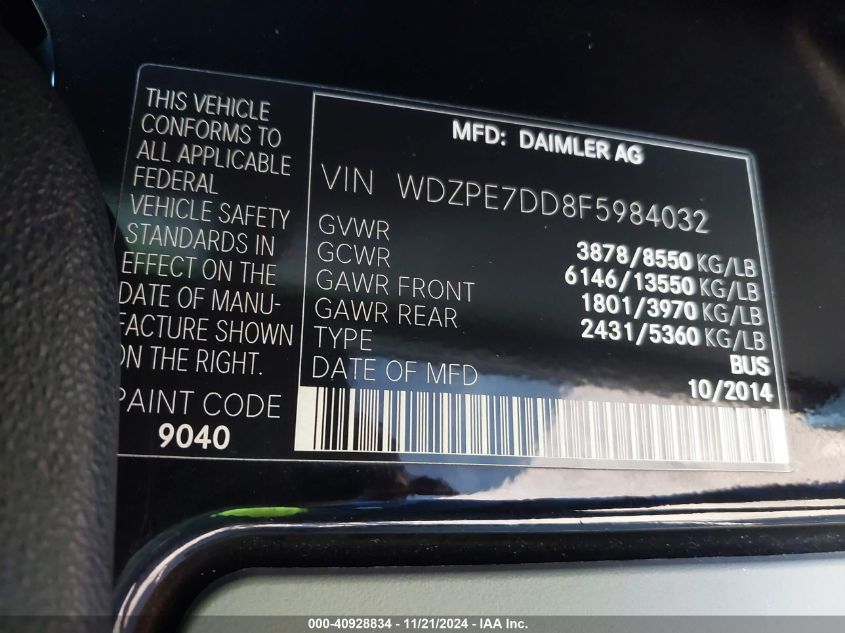 THIS VEHICLE
CONFORMS TO
ALL APPLICABLE
FEDERAL
VEHICLE SAFETY
STANDARDS IN
EFFECT ON THE
DATE OF MANU-
FACTURE SHOWN
ON THE RIGHT.
PAINT CODE
9040
MFD: DAIMLER AG
VIN WDZPE7DD8F5984032
GVWR 3878/8550 KG/LB
GCWR 6146/13550 KG/LB
GAWR FRONT 1801/3970 KG/LB
GAWR REAR 2431/5360 KG/LB
TYPE BUS
DATE OF MFD 10/2014
000-40928834 - 11/21/2024 - IAA Inc.